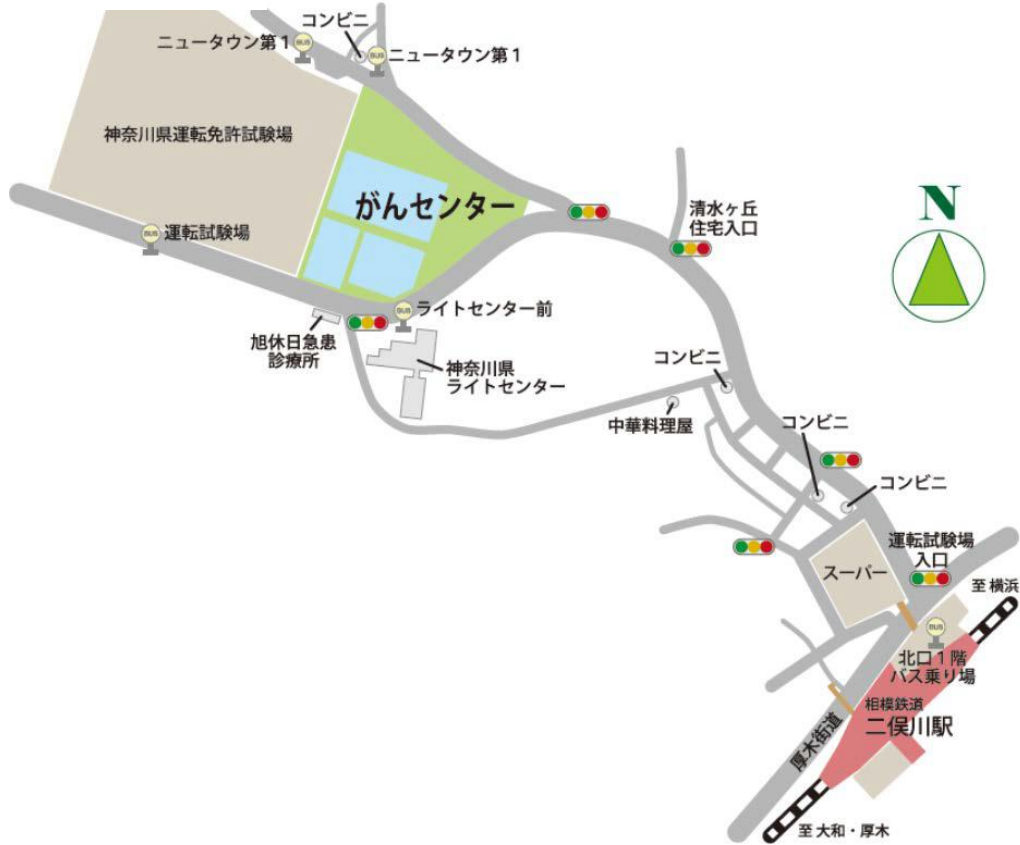 コンビニ
ニュータウン第1
BUS
BUS
ニュータウン第1
神奈川県運転免許試験場
がんセンター
清水ヶ丘
住宅入口
N
BUS
運転試験場
BUS
ライトセンター前
旭休日急患
診療所
神奈川県
ライトセンター
コンビニ
中華料理屋
コンビニ
コンビニ
運転試験場
入口
スーパー
至 横浜
BUS
北口1階
バス乗り場
相模鉄道
二俣川駅
厚木街道
至 大和・厚木